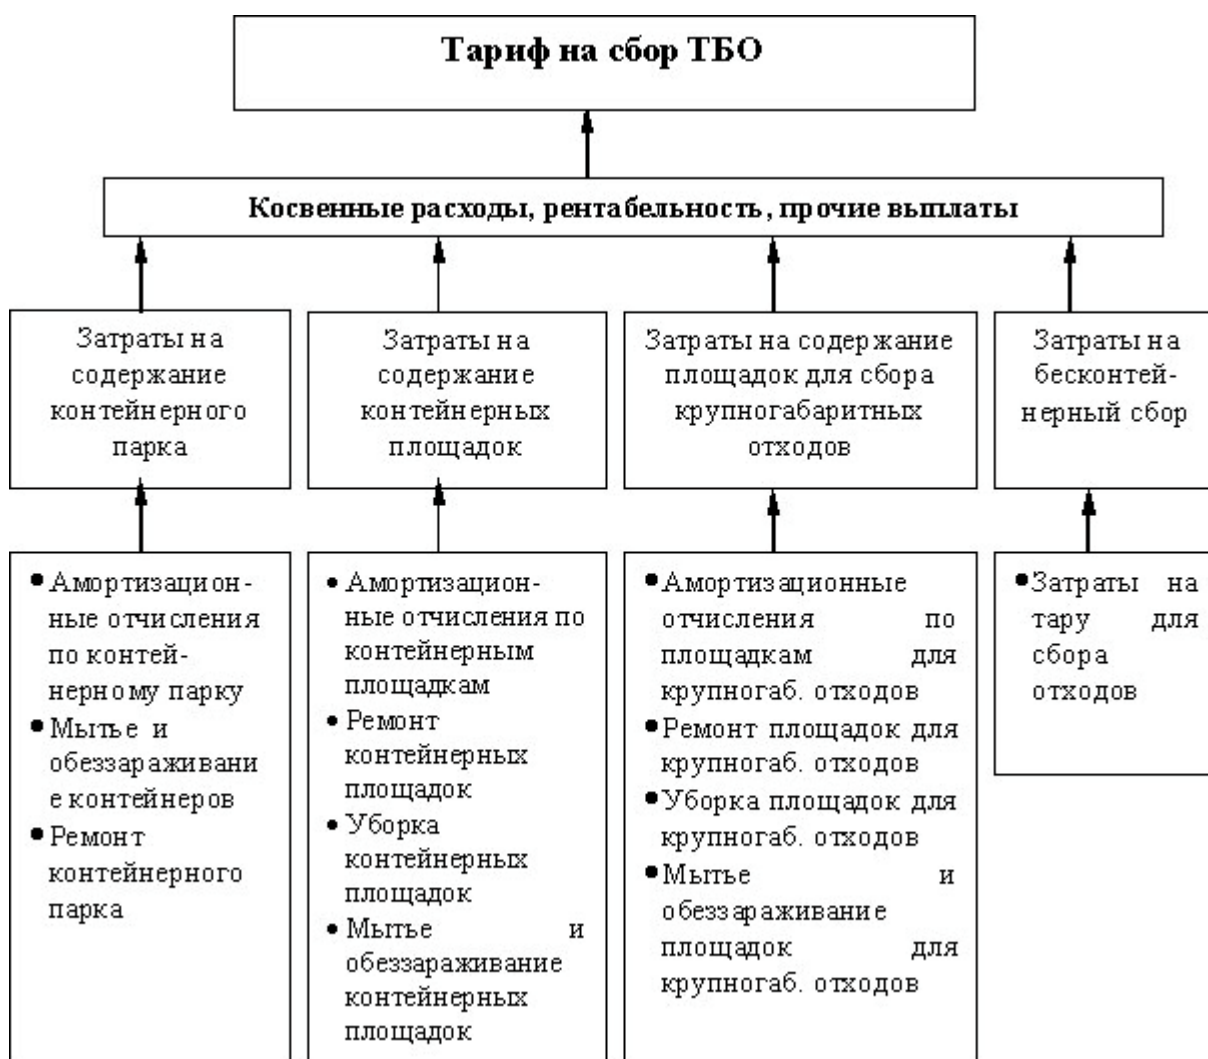 Тариф на сбор ТБО
Косвенные расходы, рентабельность, прочие выплаты
Затраты на
содержание
контейнерного
парка
Затраты на
содержание
контейнерных
площадок
Затраты на содержание
площадок для сбора
крупногабаритных
отходов
Затраты на
бесконтей-
нерный сбор
• Амортизацион-
ные отчисления
по контей-
нерному парку
• Мытье и
обеззараживани
е контейнеров
• Ремонт
контейнерного
парка
• Амортизацион-
ные отчисления по
контейнерным
площадкам
• Ремонт
контейнерных
площадок
• Уборка
контейнерных
площадок
• Мытье и
обеззараживание
контейнерных
площадок
• Амортизационные
отчисления по
площадкам для
крупногаб. отходов
• Ремонт площадок для
крупногаб. отходов
• Уборка площадок для
крупногаб. отходов
• Мытье и
обеззараживание
площадок для
крупногаб. отходов
• Затраты на
тару для
сбора
отходов